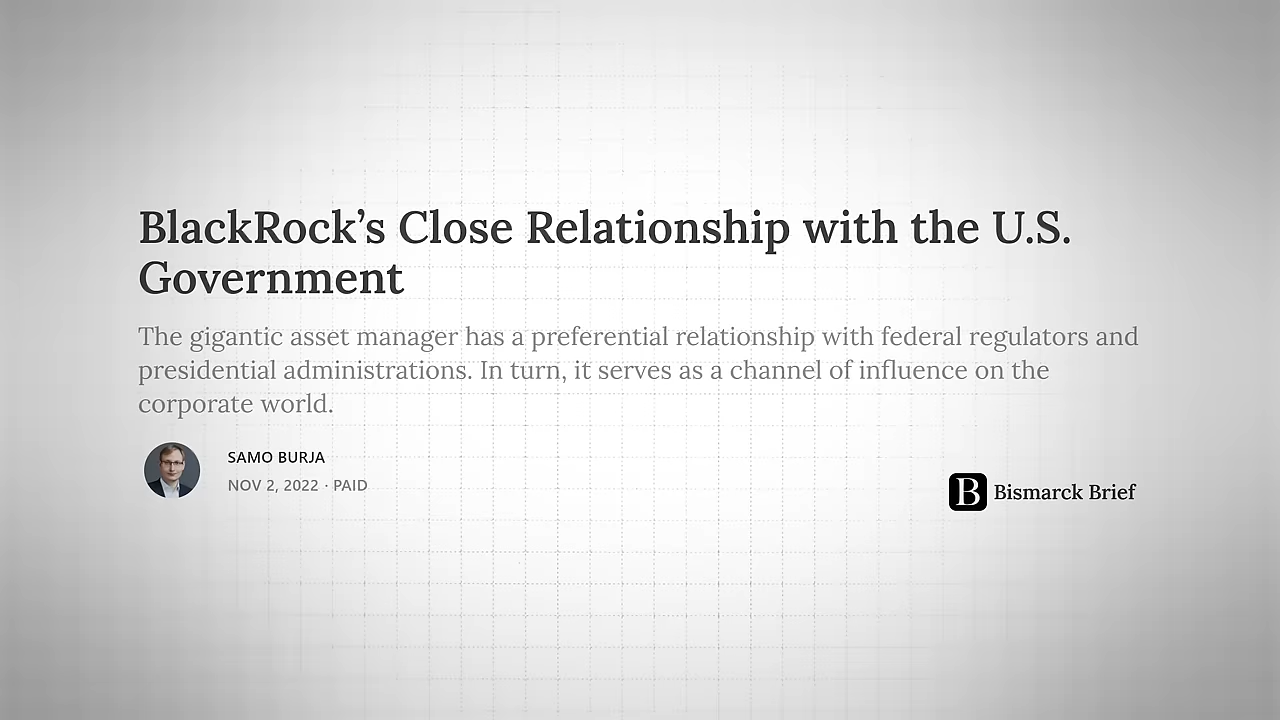 BlackRock’s Close Relationship with the U.S.
Government
The gigantic asset manager has a preferential relationship with federal regulators and
presidential administrations. In turn, it serves as a channel of influence on the
corporate world.
SAMO BURJA
NOV 2, 2022 · PAID
B Bismarck Brief